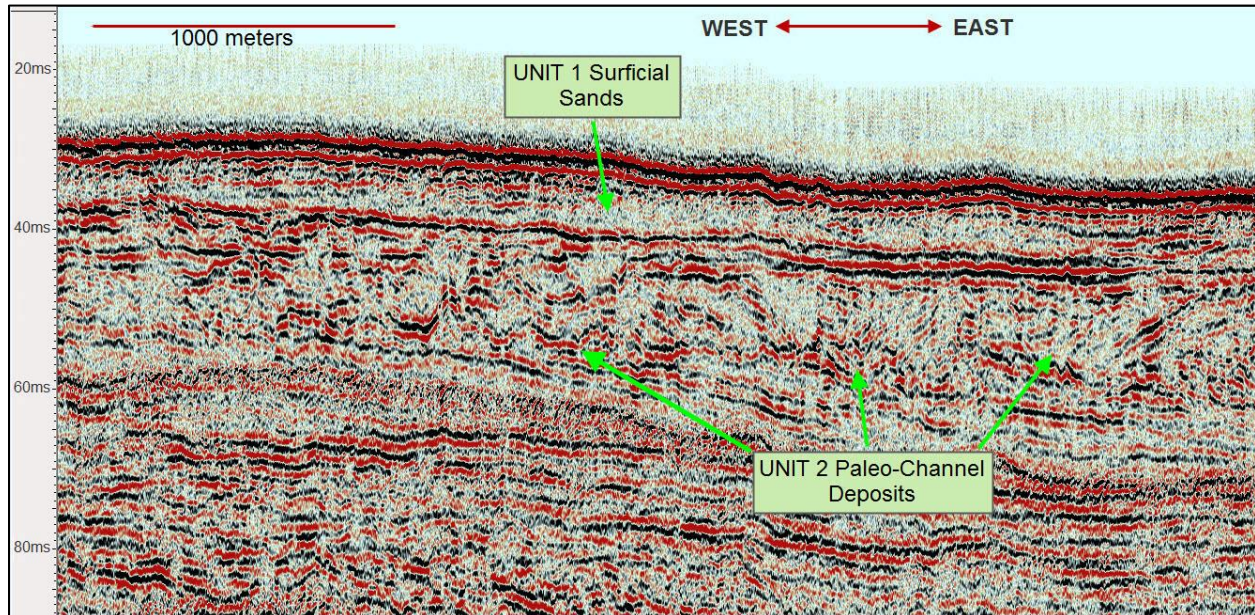 1000 meters
WEST EAST
UNIT 1 Surficial
Sands
20ms
40ms
60ms
UNIT 2 Paleo-Channel
Deposits
80ms